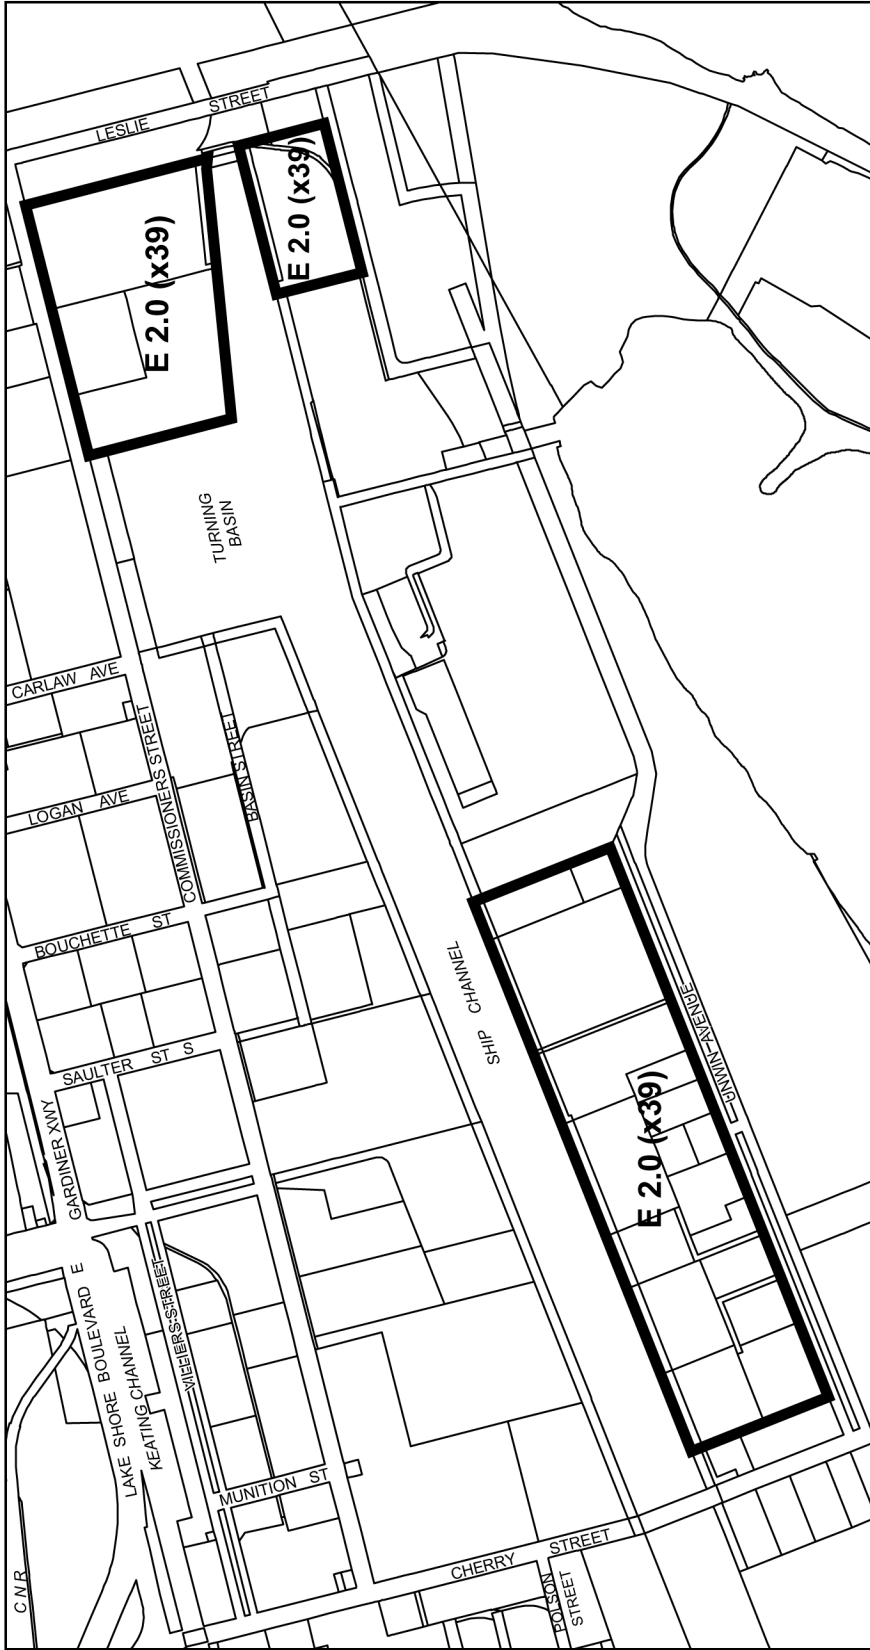 LESLIE STREET
E 2.0 (x39)
E 2.0 (x39)
TURNING
BASIN
CARLAW AVE
COMMISSIONERS STREET
BASIN STREET
LOGAN AVE
BOUCHETTE ST
SHIP CHANNEL
UNWIN AVENUE
SAULTER ST S
GARDINER XWY
E 2.0 (x39)
LAKE SHORE BOULEVARD E
KEATING CHANNEL
VILLIERS STREET
MUNITION ST
CHERRY STREET
POLSON
STREET
CNR